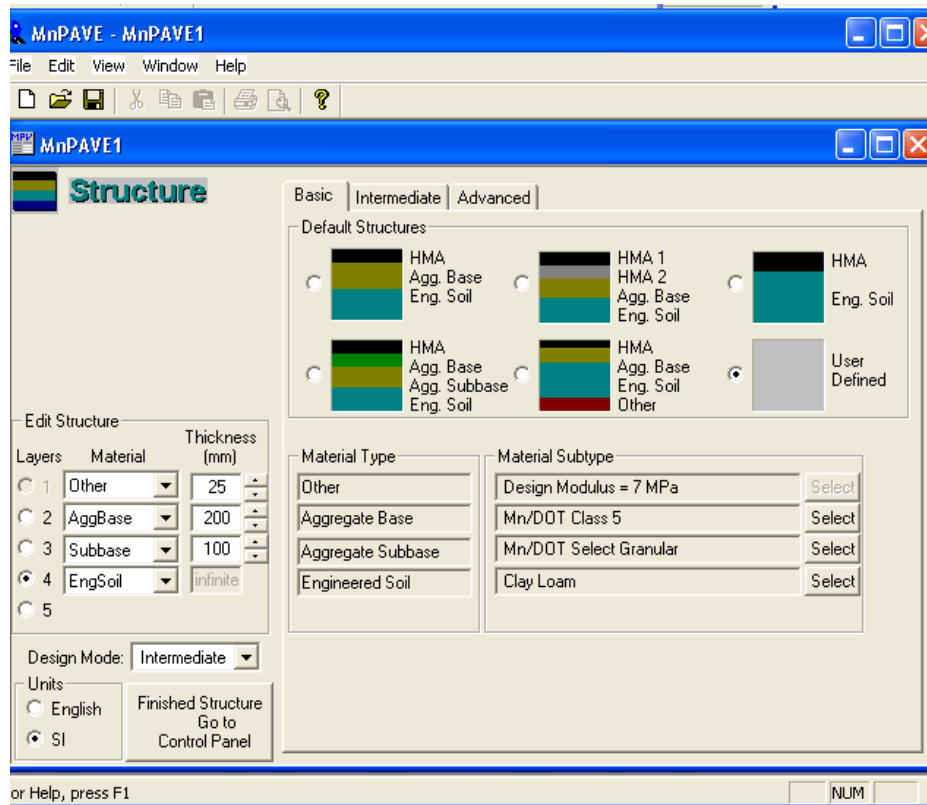 MnPAVE - MnPAVE1
File Edit View Window Help
MPV MnPAVE1
Structure
Basic Intermediate Advanced
Default Structures
HMA
Agg. Base
Eng. Soil
HMA 1
HMA 2
Agg. Base
Eng. Soil
HMA
Eng. Soil
HMA
Agg. Base
Agg. Subbase
Eng. Soil
HMA
Agg. Base
Eng. Soil
Other
User
Defined
Edit Structure
Layers Material Thickness
(mm)
1 Other 25
2 AggBase 200
3 Subbase 100
4 EngSoil infinite
5
Material Type
Other
Aggregate Base
Aggregate Subbase
Engineered Soil
Material Subtype
Design Modulus = 7 MPa Select
Mn/DOT Class 5 Select
Mn/DOT Select Granular Select
Clay Loam Select
Design Mode: Intermediate
Units
English
SI
Finished Structure
Go to
Control Panel
or Help, press F1
NUM